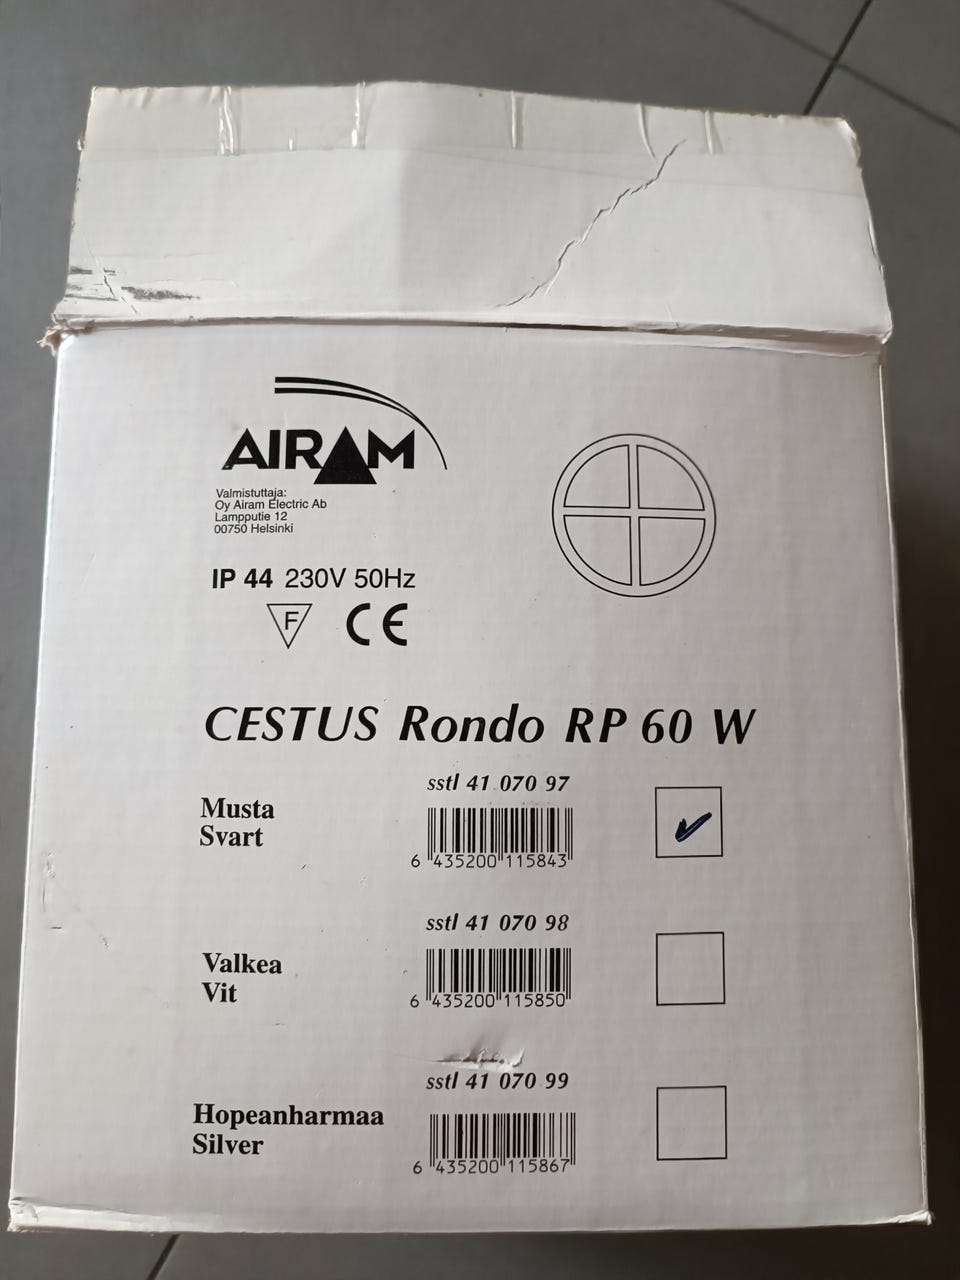 AIRAM
Valmistuttaja:
Oy Airam Electric Ab
Lampputie 12
00750 Helsinki
IP 44 230V 50Hz
F CE
CESTUS Rondo RP 60 W
sstl 41 070 97
Musta
Svart
6 435200 115843
sstl 41 070 98
Valkea
Vit
6 435200 115850
sstl 41 070 99
Hopeanharmaa
Silver
6 435200 115867